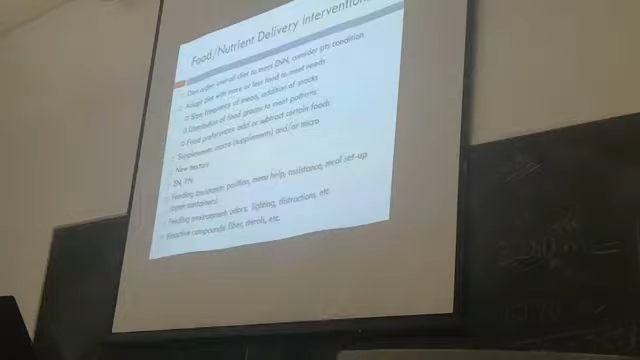 Food/Nutrient Delivery Interventions
Diet order: overall diet to meet ENN, consider pts condition
Adapt diet with more or less food to meet needs
Size, frequency of meals, addition of snacks
Distribution of food groups to meet patterns
Food preferences: add or subtract certain foods
Supplements: macro (supplements) and/or micro
New texture
EN, PN
Feeding assistant: position, menu help, assistance, meal set-up
(open containers)
Feeding environment: odors, lighting, distractions, etc.
Bioactive compounds: fiber, sterols, etc.